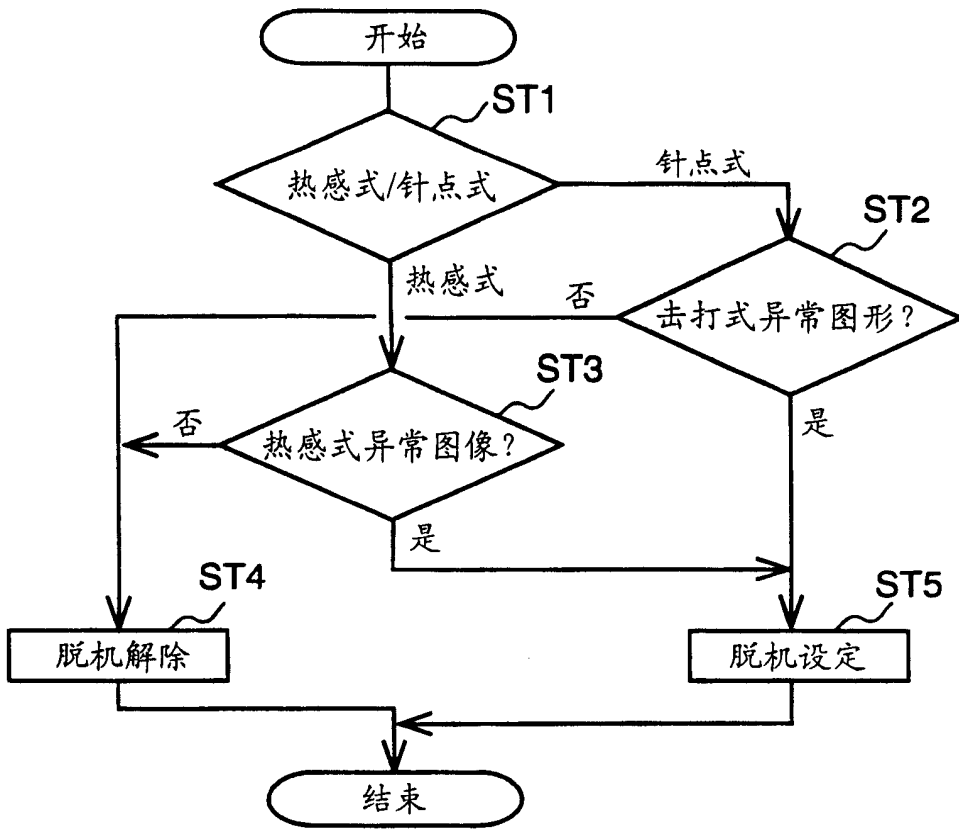 开始
ST1
热感式/针点式
针点式
ST2
热感式
否
击打式异常图形?
ST3
否
热感式异常图像?
是
是
ST4
ST5
脱机解除
脱机设定
结束